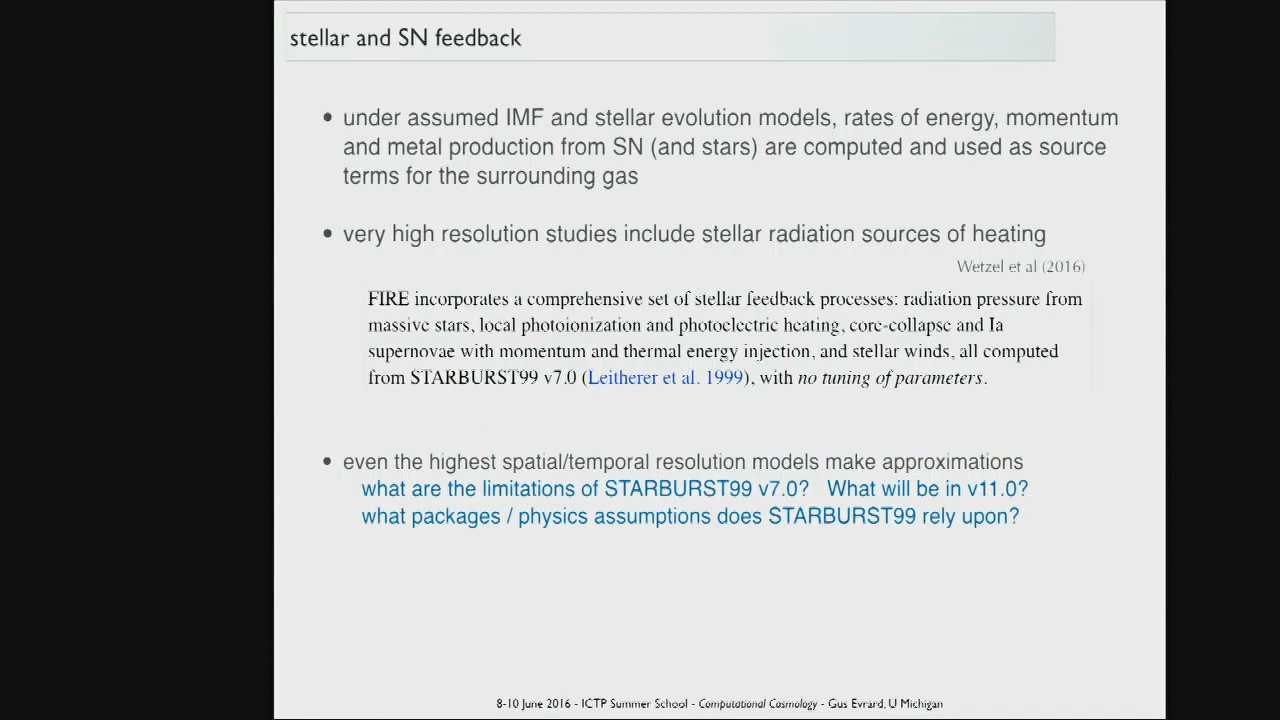 stellar and SN feedback
• under assumed IMF and stellar evolution models, rates of energy, momentum
and metal production from SN (and stars) are computed and used as source
terms for the surrounding gas
• very high resolution studies include stellar radiation sources of heating
Wetzel et al (2016)
FIRE incorporates a comprehensive set of stellar feedback processes: radiation pressure from
massive stars, local photoionization and photoelectric heating, core-collapse and Ia
supernovae with momentum and thermal energy injection, and stellar winds, all computed
from STARBURST99 v7.0 (Leitherer et al. 1999), with no tuning of parameters.
• even the highest spatial/temporal resolution models make approximations
what are the limitations of STARBURST99 v7.0? What will be in v11.0?
what packages / physics assumptions does STARBURST99 rely upon?
8-10 June 2016 - ICTP Summer School - Computational Cosmology - Gus Evrard, U Michigan